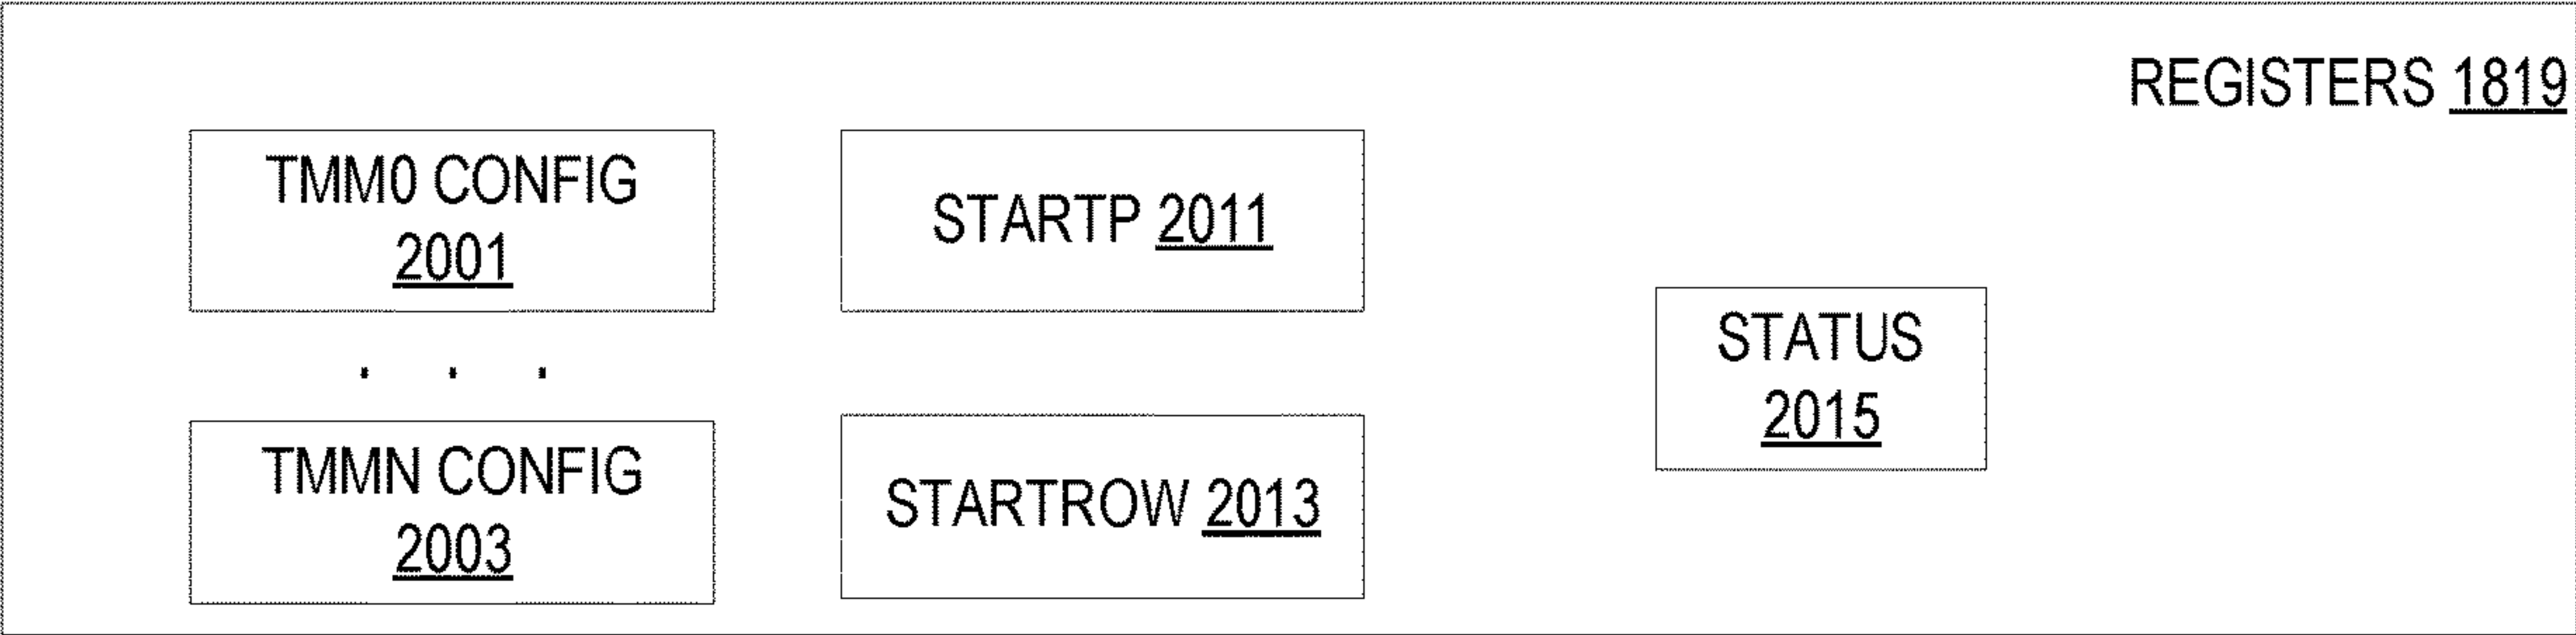 REGISTERS 1819
TMM0 CONFIG
2001
STARTP 2011
. . .
STATUS
2015
TMMN CONFIG
2003
STARTROW 2013